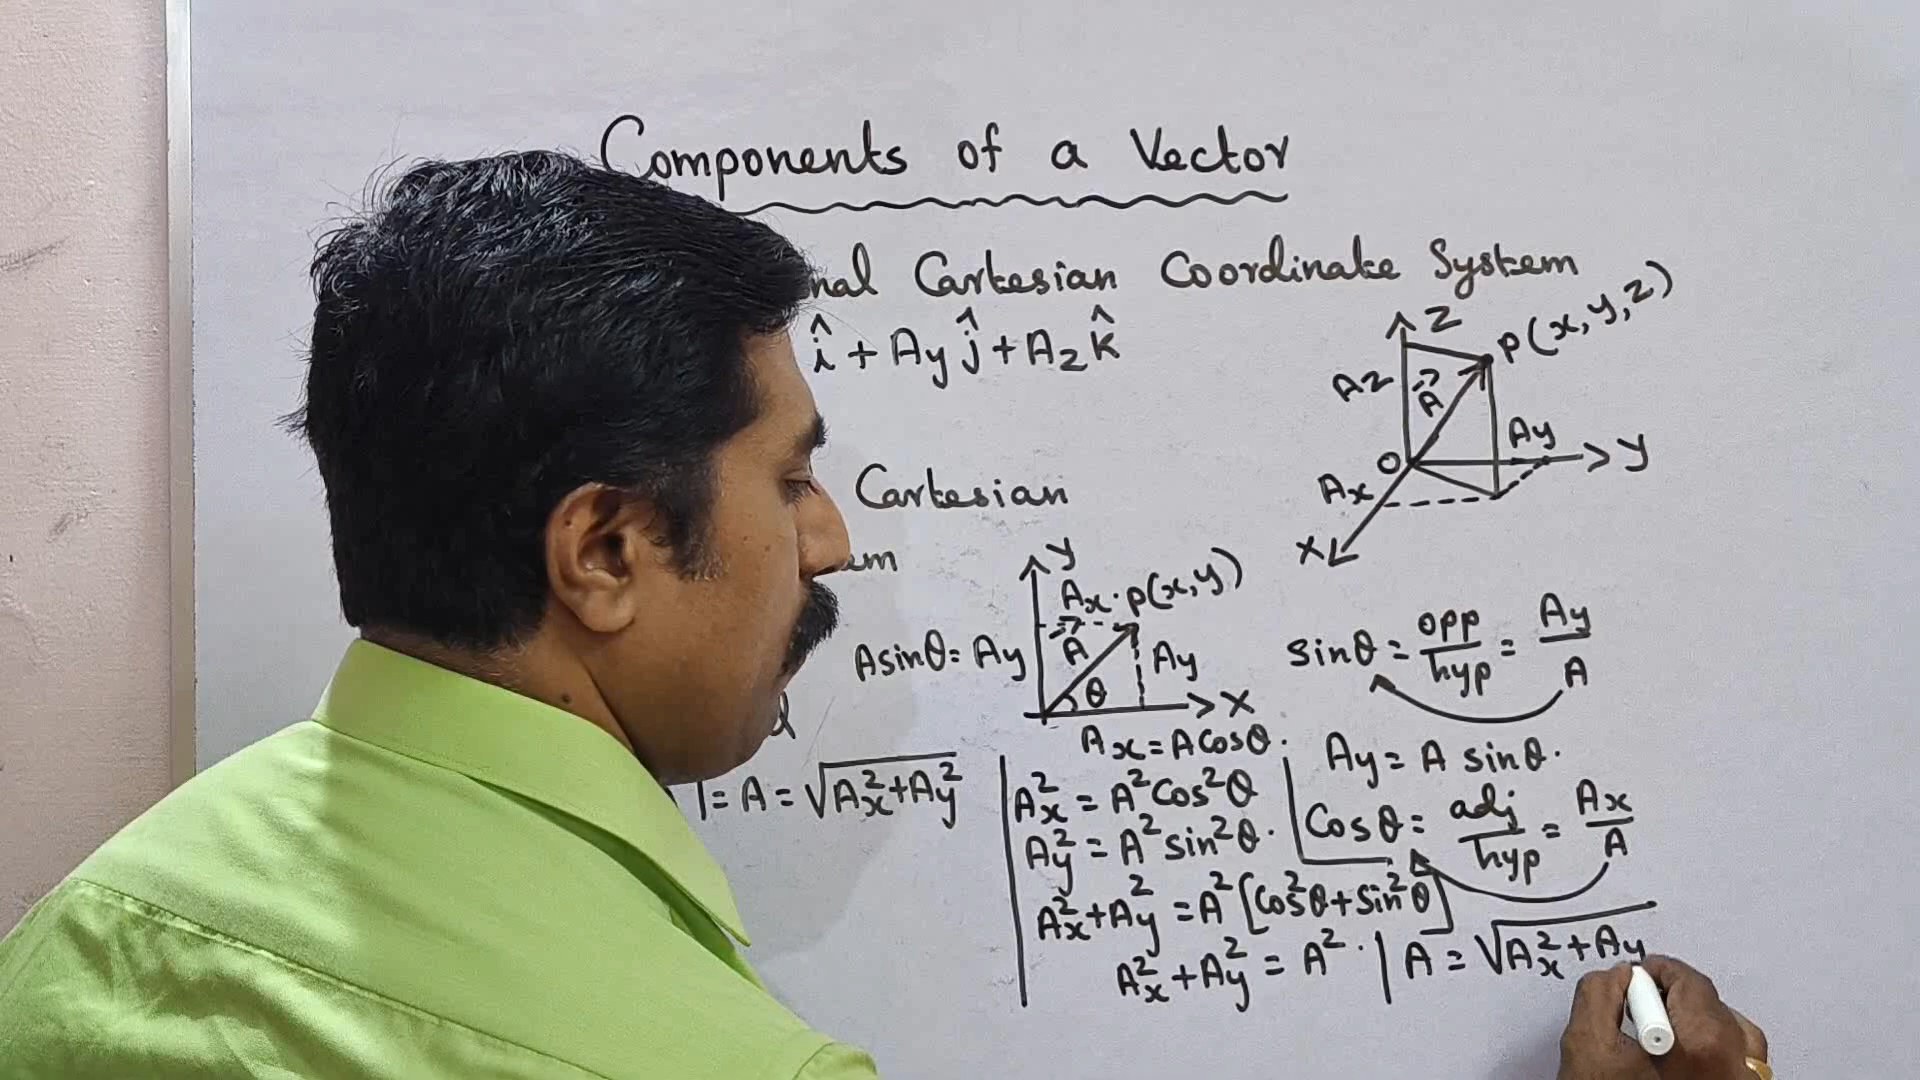 Components of a Vector
Cartesian Coordinate System
î + Ay ĵ + Az k̂
Z
P(x, y, z)
Az
A⃗
Ay
O
Y
Ax
X
Cartesian
Y
Ax . P(x, y)
A sinθ = Ay
A⃗
Ay
θ
X
Ax = A Cosθ.
| = A = √(Ax² + Ay²)
sinθ = opp/hyp = Ay/A
Ay = A sinθ.
Cosθ = adj/hyp = Ax/A
Ax² = A² Cos²θ
Ay² = A² sin²θ.
Ax² + Ay² = A² [Cos²θ + sin²θ]
Ax² + Ay² = A² . | A = √(Ax² + Ay